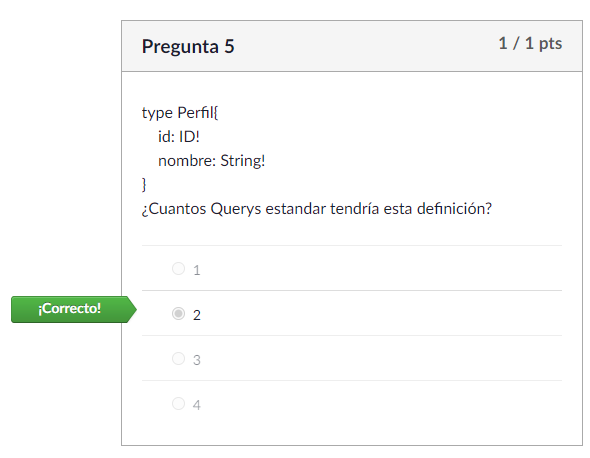 Pregunta 5
1 / 1 pts
type Perfil{
id: ID!
nombre: String!
}
¿Cuantos Querys estandar tendría esta definición?
1
¡Correcto!
2
3
4